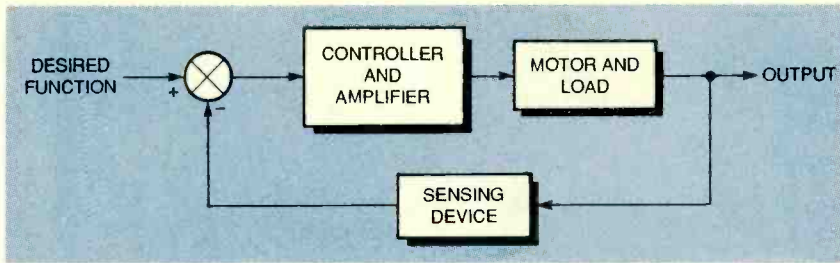 DESIRED
FUNCTION
+
-
CONTROLLER
AND
AMPLIFIER
MOTOR AND
LOAD
OUTPUT
SENSING
DEVICE